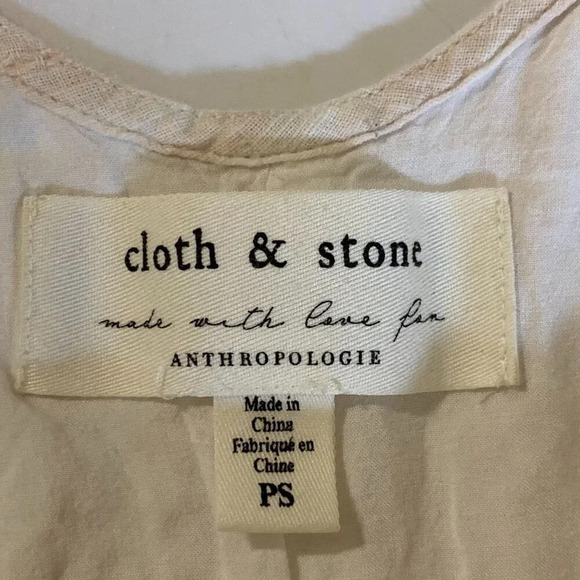 cloth & stone
made with love for
ANTHROPOLOGIE
Made in
China
Fabriqué en
Chine
PS